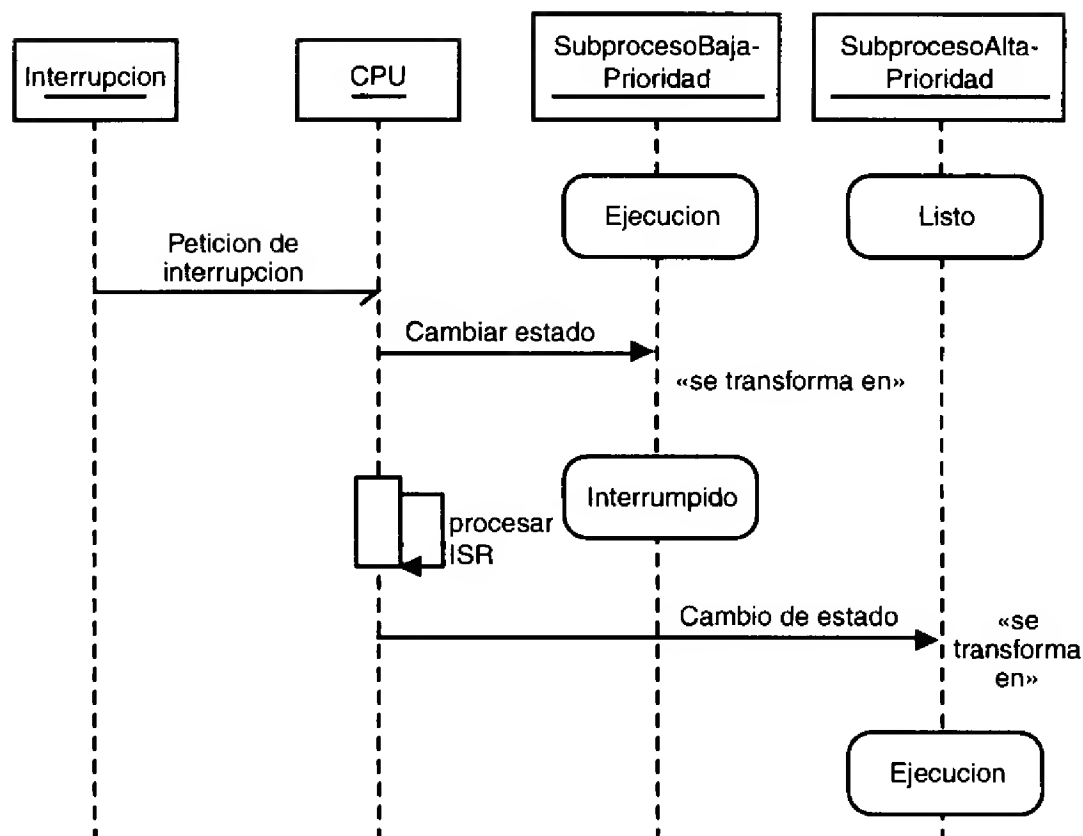 Interrupcion
CPU
SubprocesoBaja-
Prioridad
SubprocesoAlta-
Prioridad
Ejecucion
Listo
Peticion de
interrupcion
Cambiar estado
«se transforma en»
Interrumpido
procesar
ISR
Cambio de estado
«se
transforma
en»
Ejecucion